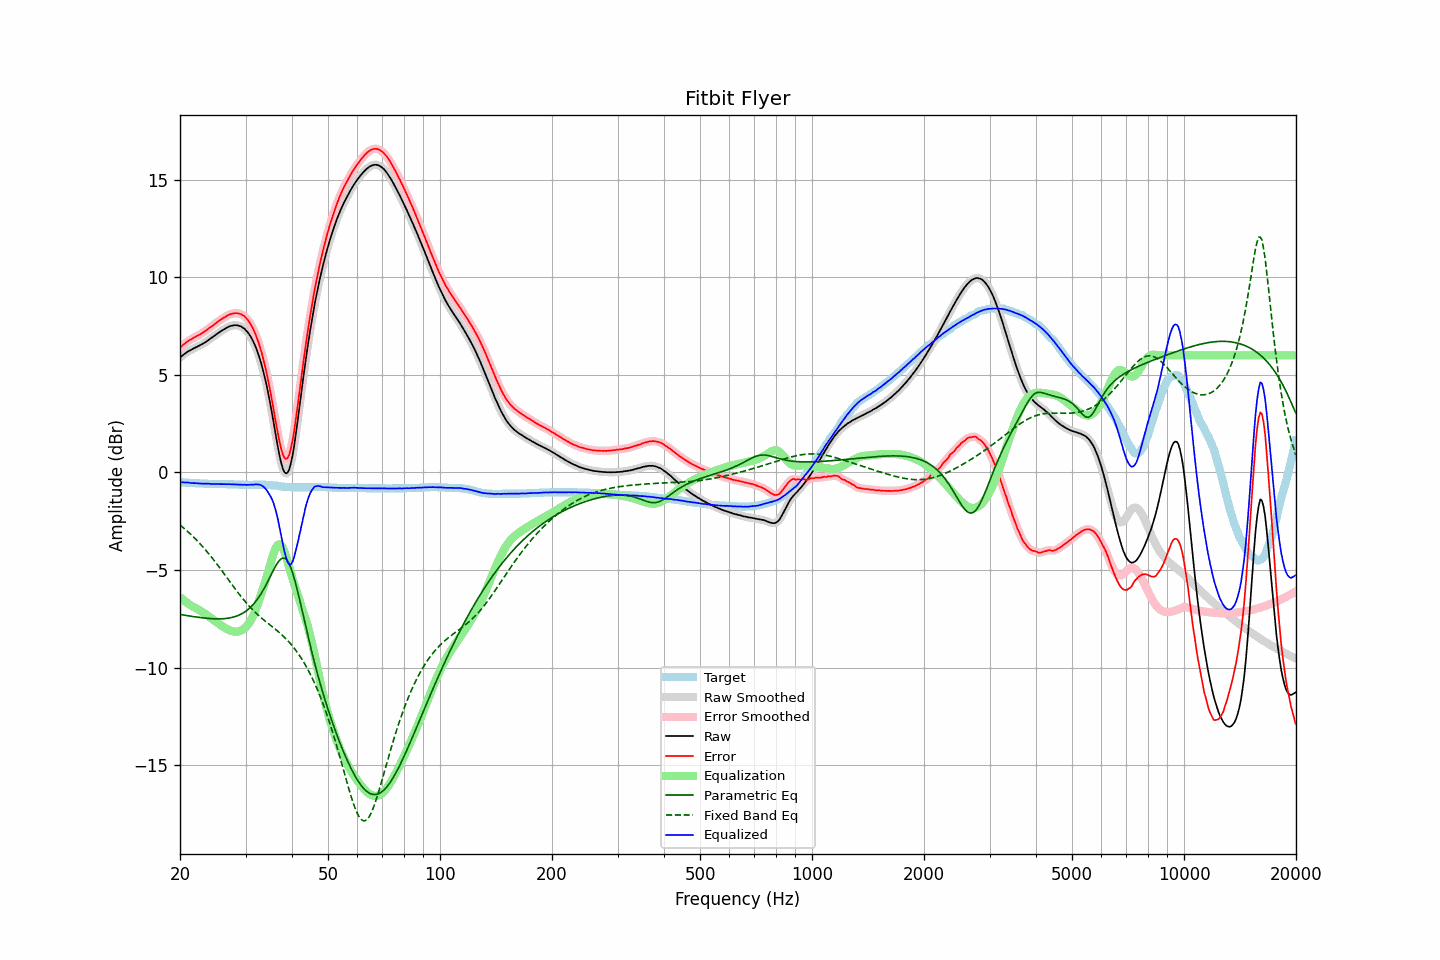 Fitbit Flyer
Amplitude (dBr)
15
10
5
0
−5
−10
−15
Target
Raw Smoothed
Error Smoothed
Raw
Error
Equalization
Parametric Eq
Fixed Band Eq
Equalized
20 50 100 200 500 1000 2000 5000 10000 20000
Frequency (Hz)